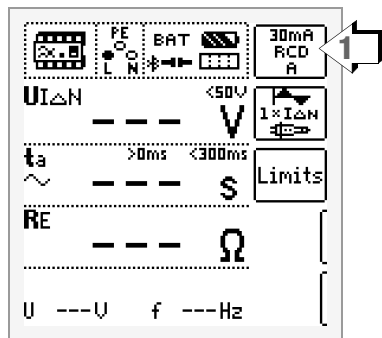 PE
L N
BAT
30mA
RCD
A
1
UI△N <50V
--- V
1×I△N
ta >0ms <300ms
--- s
Limits
RE
--- Ω
U ---V f ---Hz